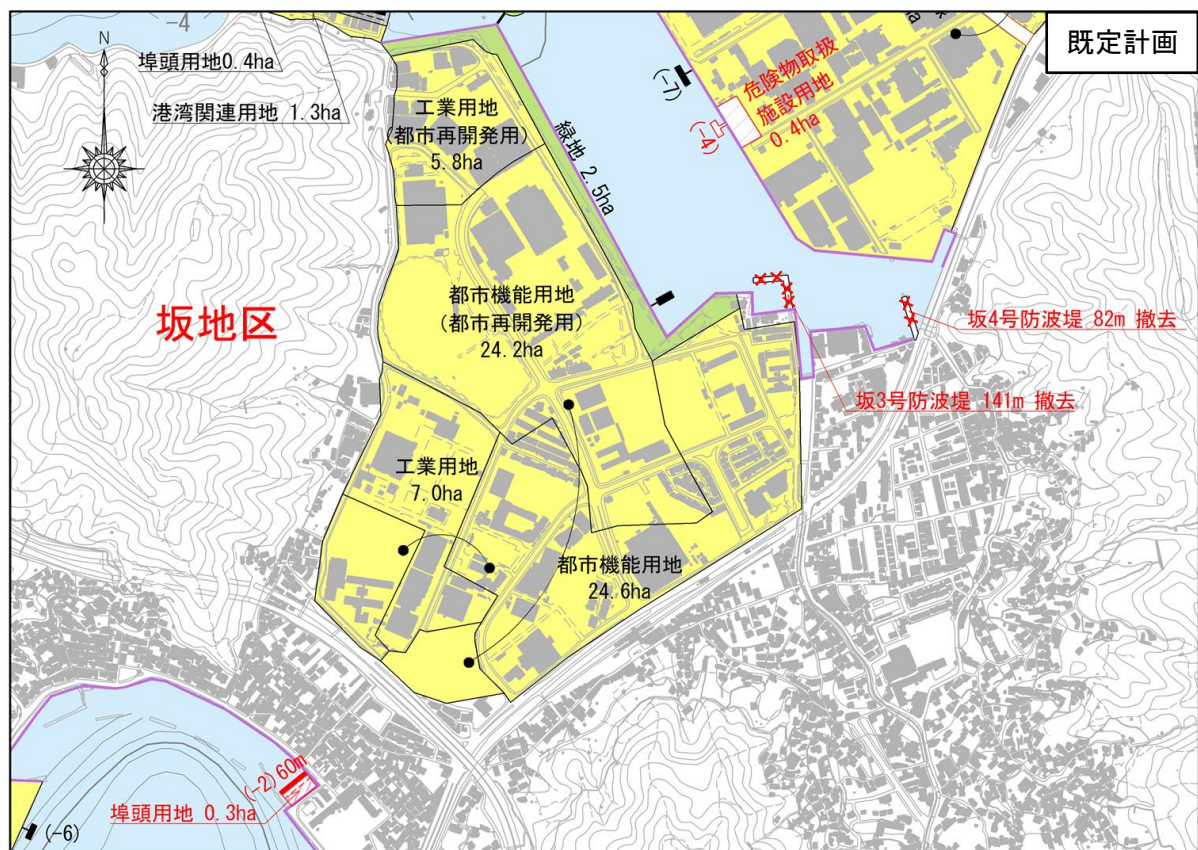 既定計画
-4
N
埠頭用地0.4ha
港湾関連用地 1.3ha
工業用地
(都市再開発用)
5.8ha
緑地 2.5ha
(-7)
(-4)
危険物取扱
施設用地
0.4ha
ha
坂地区
都市機能用地
(都市再開発用)
24.2ha
坂4号防波堤 82m 撤去
坂3号防波堤 141m 撤去
工業用地
7.0ha
都市機能用地
24.6ha
(-2)60m
埠頭用地 0.3ha
(-6)